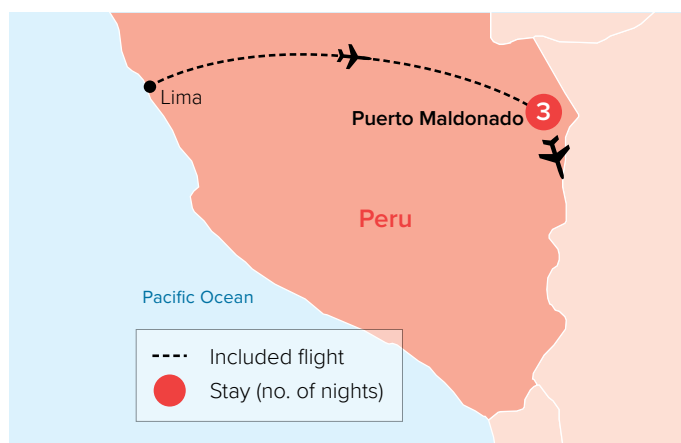 Lima
Puerto Maldonado
3
Peru
Pacific Ocean
Included flight
Stay (no. of nights)